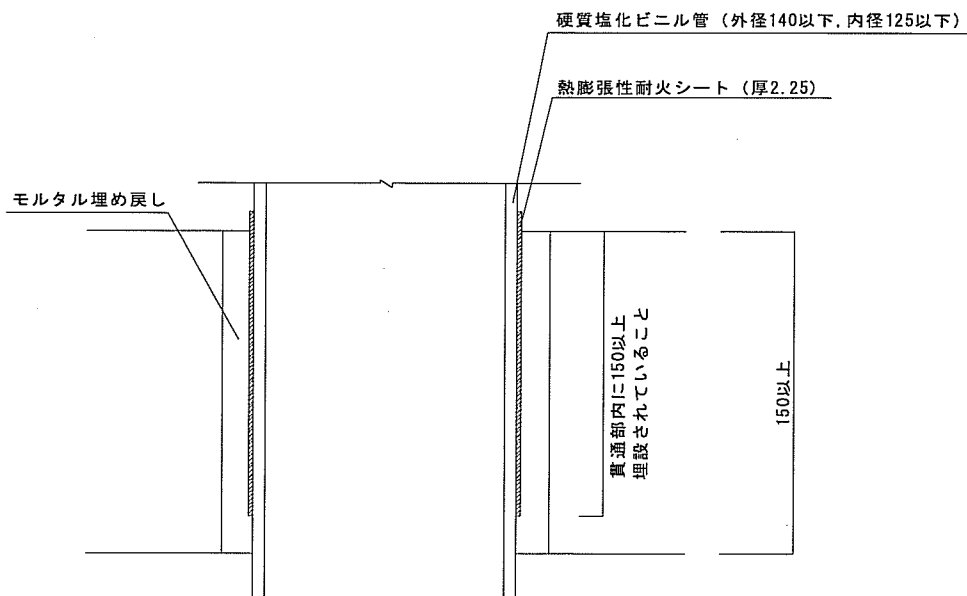 硬質塩化ビニル管（外径140以下,内径125以下）
熱膨張性耐火シート（厚2.25）
モルタル埋め戻し
貫通部内に150以上
埋設されていること
150以上